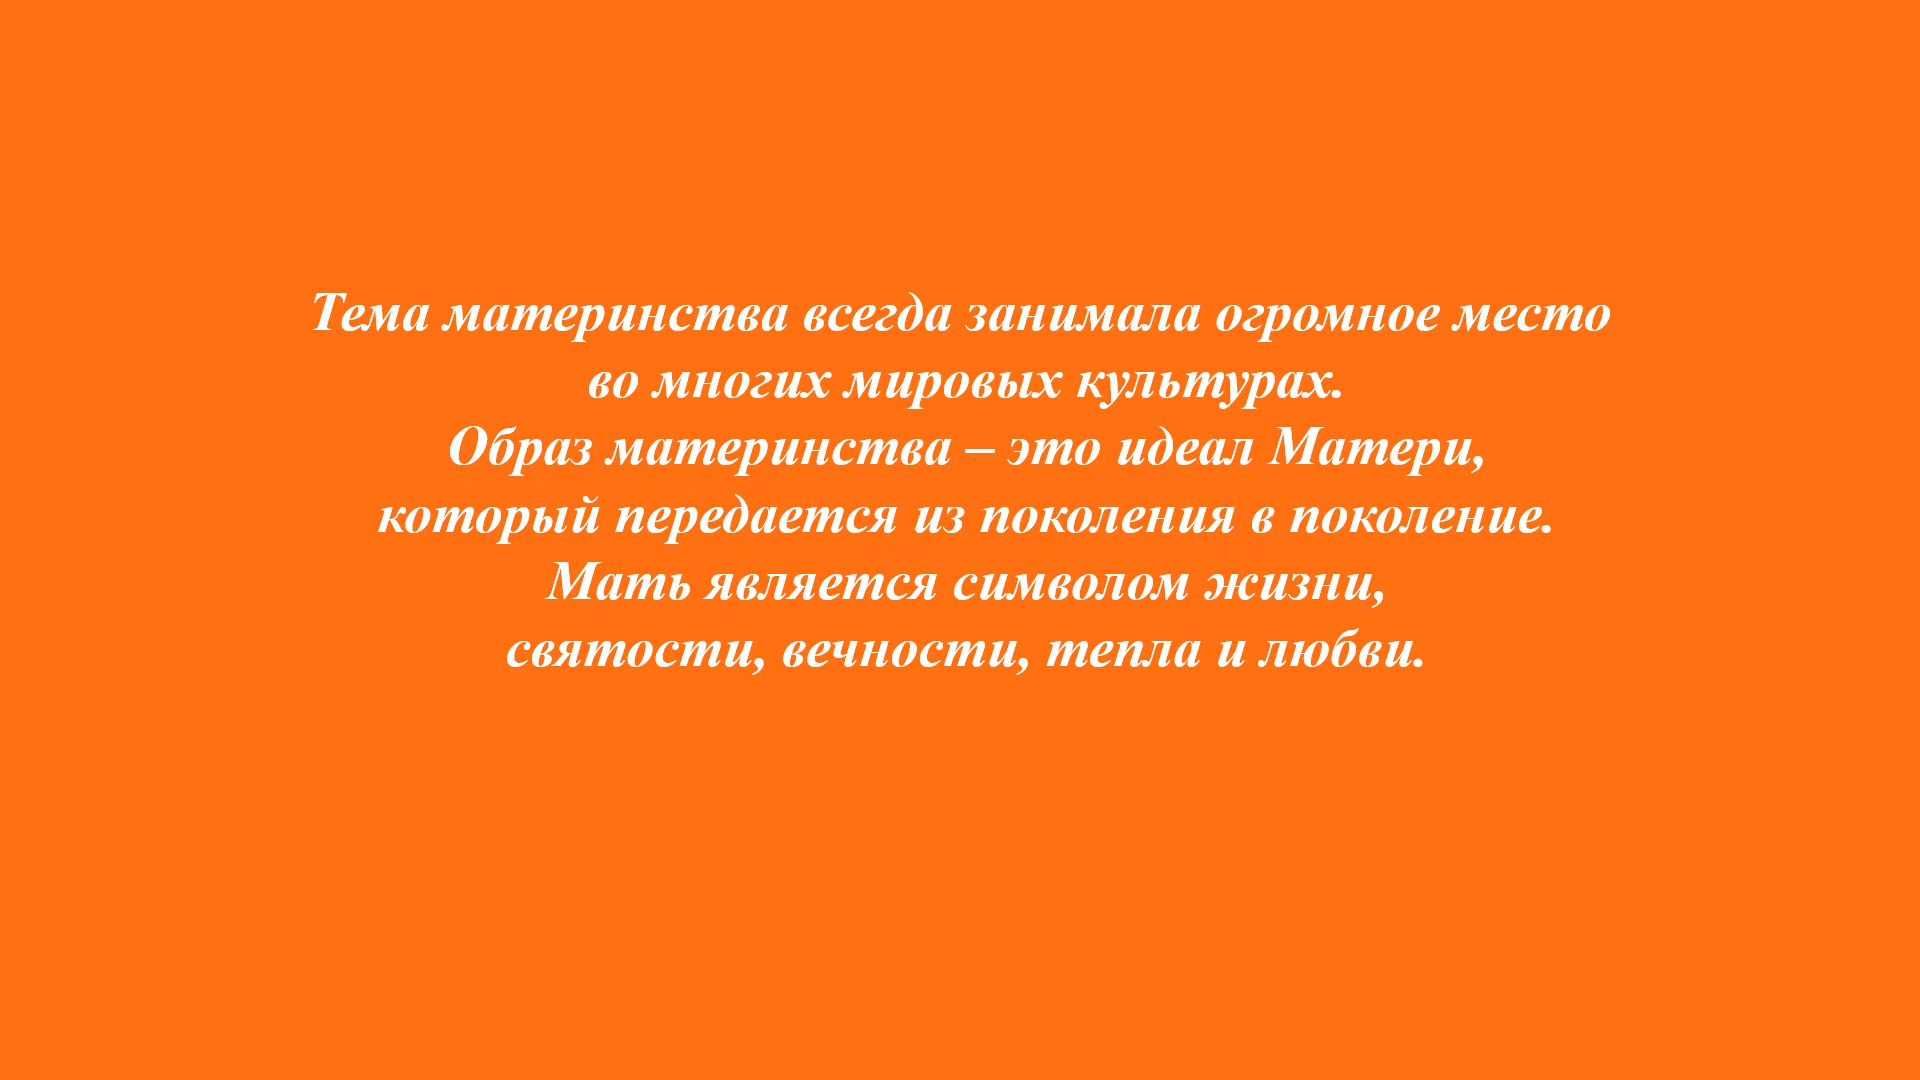 Тема материнства всегда занимала огромное место
во многих мировых культурах.
Образ материнства – это идеал Матери,
который передается из поколения в поколение.
Мать является символом жизни,
святости, вечности, тепла и любви.